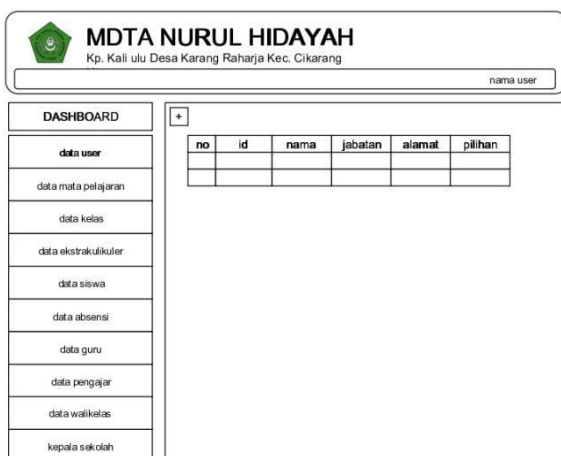 MDTA NURUL HIDAYAH
Kp. Kali ulu Desa Karang Raharja Kec. Cikarang
nama user
DASHBOARD
data user
data mata pelajaran
data kelas
data ekstrakulikuler
data siswa
data absensi
data guru
data pengajar
data walikelas
kepala sekolah
+
no id nama jabatan alamat pilihan